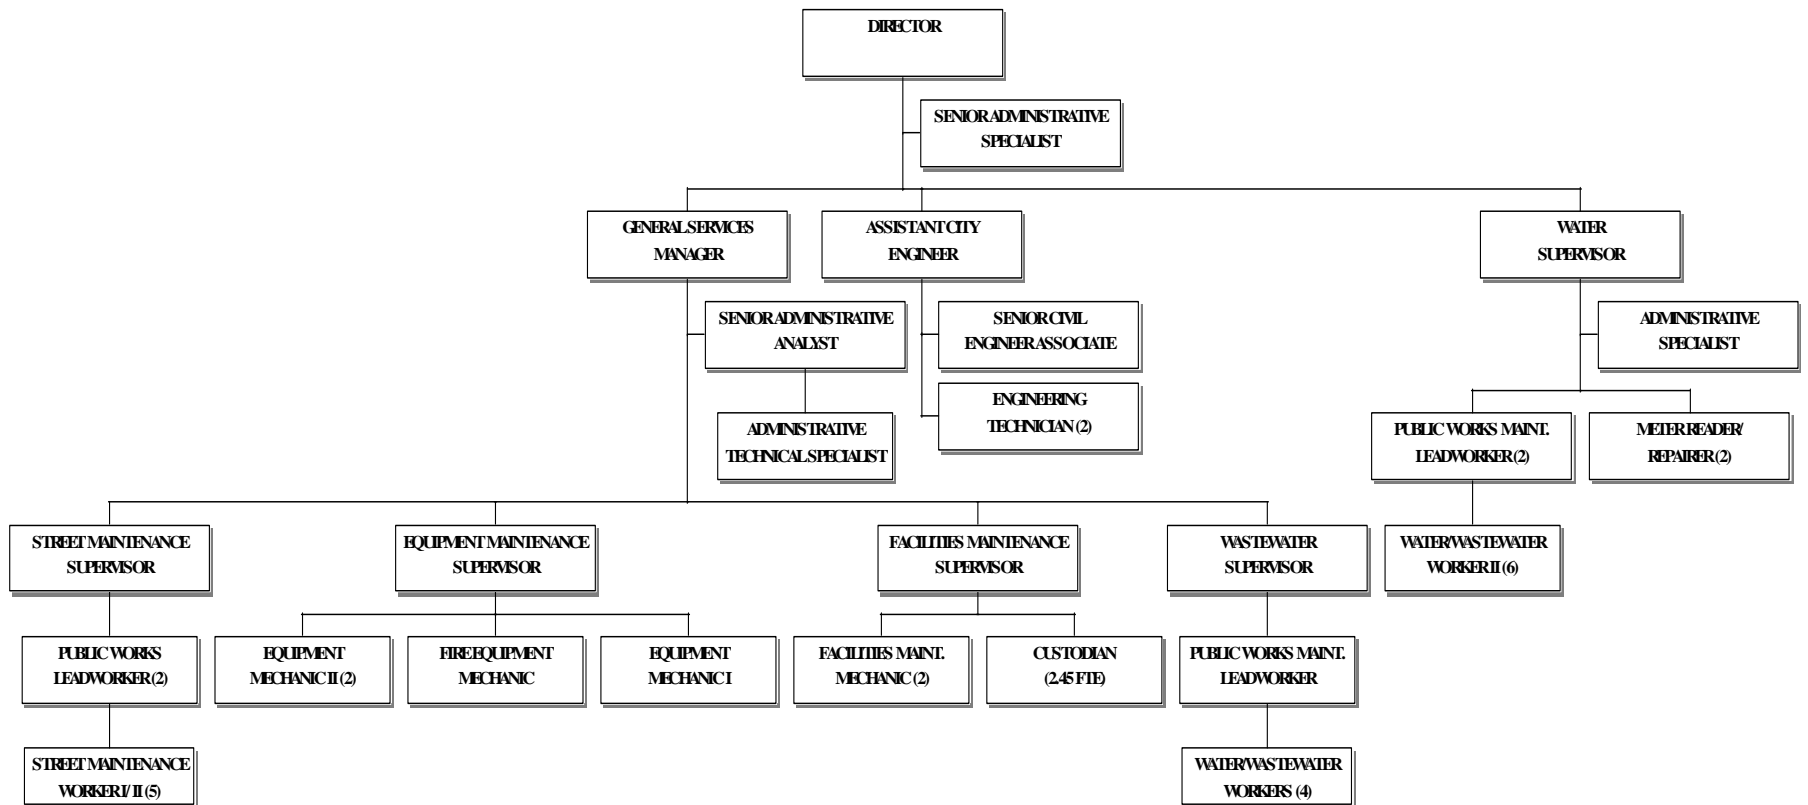 DIRECTOR
SENIOR ADMINISTRATIVE
SPECIALIST
GENERAL SERVICES
MANAGER
ASSISTANT CITY
ENGINEER
WATER
SUPERVISOR
SENIOR ADMINISTRATIVE
ANALYST
SENIOR CIVIL
ENGINEER ASSOCIATE
ADMINISTRATIVE
SPECIALIST
ADMINISTRATIVE
TECHNICAL SPECIALIST
ENGINEERING
TECHNICIAN (2)
PUBLIC WORKS MAINT.
LEADWORKER (2)
METER READER/
REPAIRER (2)
STREET MAINTENANCE
SUPERVISOR
EQUIPMENT MAINTENANCE
SUPERVISOR
FACILITIES MAINTENANCE
SUPERVISOR
WASTEWATER
SUPERVISOR
WATER/WASTEWATER
WORKER II (6)
PUBLIC WORKS
LEADWORKER (2)
EQUIPMENT
MECHANIC II (2)
FIRE EQUIPMENT
MECHANIC
EQUIPMENT
MECHANIC I
FACILITIES MAINT.
MECHANIC (2)
CUSTODIAN
(2.45 FTE)
PUBLIC WORKS MAINT.
LEADWORKER
STREET MAINTENANCE
WORKER I/II (5)
WATER/WASTEWATER
WORKERS (4)